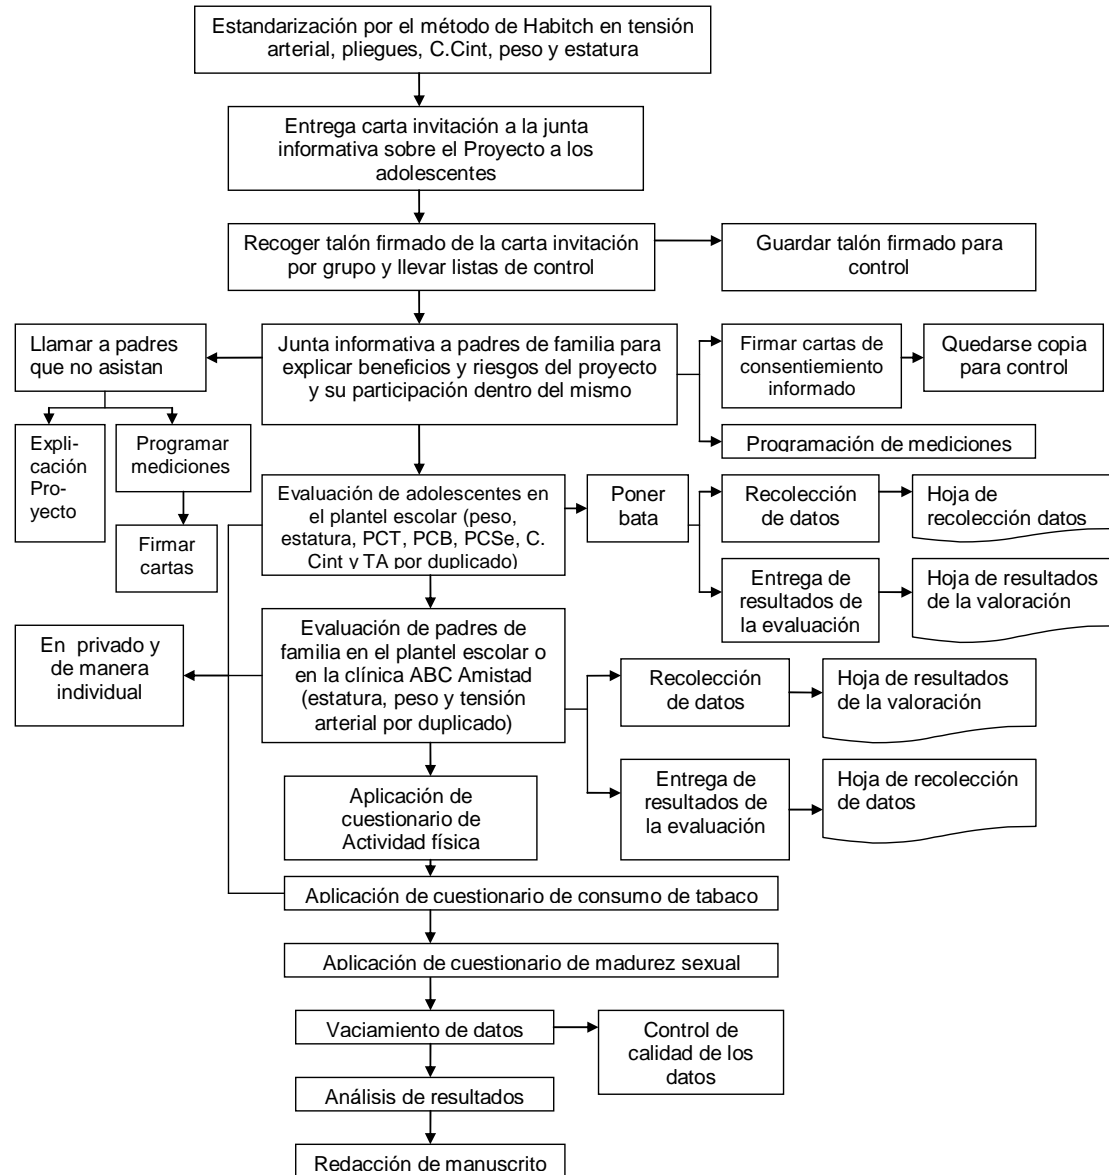 Estandarización por el método de Habitch en tensión
arterial, pliegues, C.Cint, peso y estatura
Entrega carta invitación a la junta
informativa sobre el Proyecto a los
adolescentes
Recoger talón firmado de la carta invitación
por grupo y llevar listas de control
Guardar talón firmado para
control
Llamar a padres
que no asistan
Junta informativa a padres de familia para
explicar beneficios y riesgos del proyecto
y su participación dentro del mismo
Firmar cartas de
consentiemiento
informado
Quedarse copia
para control
Programación de mediciones
Expli-
cación
Pro-
yecto
Programar
mediciones
Firmar
cartas
Evaluación de adolescentes en
el plantel escolar (peso,
estatura, PCT, PCB, PCSe, C.
Cint y TA por duplicado)
Poner
bata
Recolección
de datos
Hoja de
recolección datos
Entrega de
resultados de
la evaluación
Hoja de resultados
de la valoración
En privado y
de manera
individual
Evaluación de padres de
familia en el plantel escolar o
en la clínica ABC Amistad
(estatura, peso y tensión
arterial por duplicado)
Recolección
de datos
Hoja de resultados
de la valoración
Entrega de
resultados de
la evaluación
Hoja de recolección
de datos
Aplicación de
cuestionario de
Actividad física
Aplicación de cuestionario de consumo de tabaco
Aplicación de cuestionario de madurez sexual
Vaciamiento de datos
Control de
calidad de los
datos
Análisis de resultados
Redacción de manuscrito